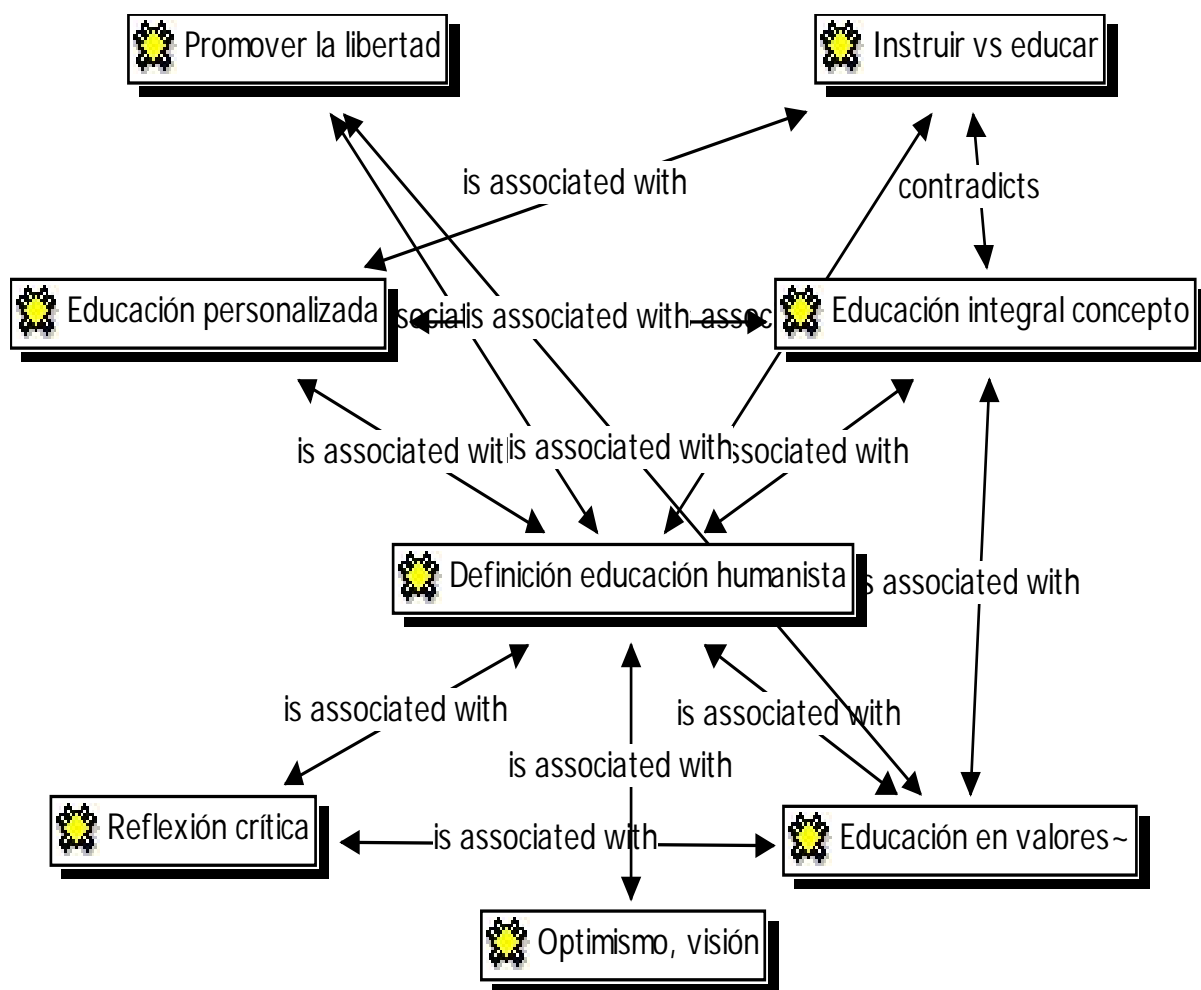 Promover la libertad
Instruir vs educar
is associated with
contradicts
Educación personalizada
is associated with
Educación integral concepto
is associated with
is associated with
associated with
Definición educación humanista
is associated with
is associated with
is associated with
is associated with
Reflexión crítica
is associated with
Educación en valores~
Optimismo, visión